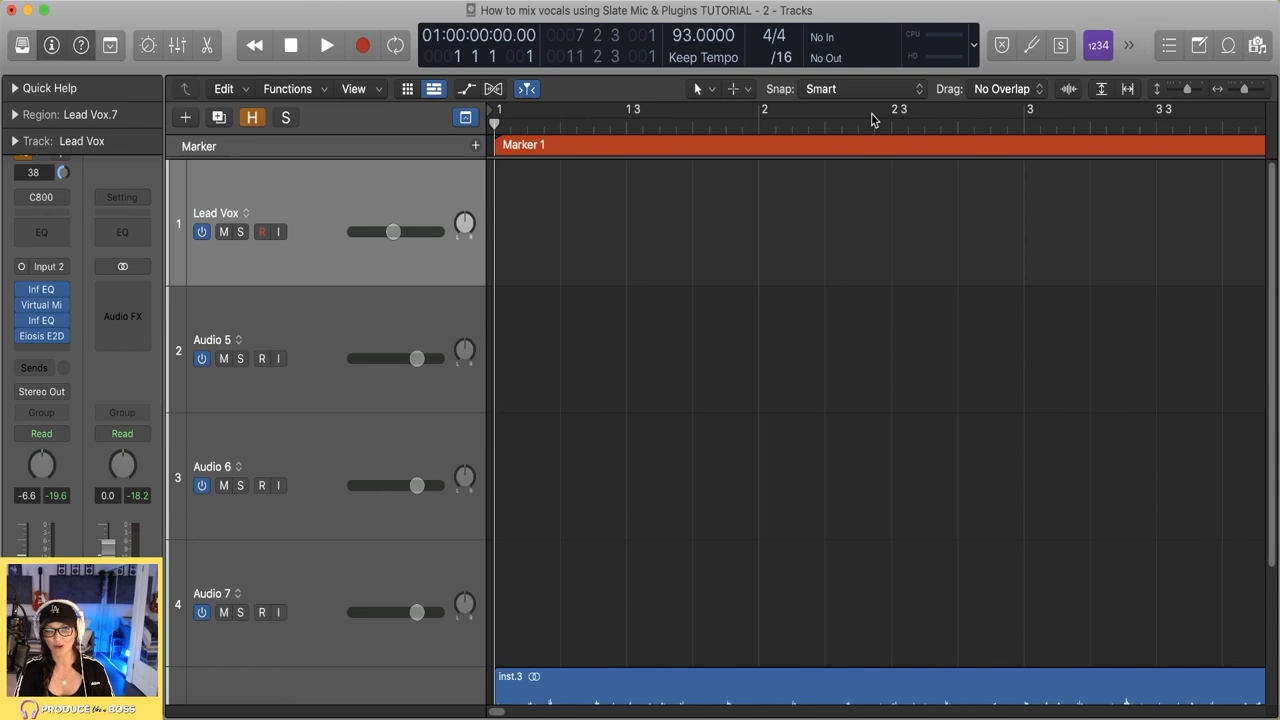 How to mix vocals using Slate Mic & Plugins TUTORIAL - 2 - Tracks
01:00:00:00.00
0007 2 3 001
93.0000
4/4
No In
CPU
0001 1 1 001
0011 2 3 001
Keep Tempo
/16
No Out
HD
1234
Quick Help
Edit
Functions
View
Snap: Smart
Drag: No Overlap
Region: Lead Vox.7
H
S
1
1 3
2
2 3
3
3 3
Track: Lead Vox
Marker
Marker 1
38
C800
Setting
EQ
EQ
Input 2
Inf EQ
Virtual Mi
Inf EQ
Eiosis E2D
Audio FX
Sends
Stereo Out
Group
Group
Read
Read
-6.6
-19.6
0.0
-18.2
1
Lead Vox
M S R I
L R
2
Audio 5
M S R I
L R
3
Audio 6
M S R I
L R
4
Audio 7
M S R I
L R
inst.3
LA
PRODUCE like a BOSS